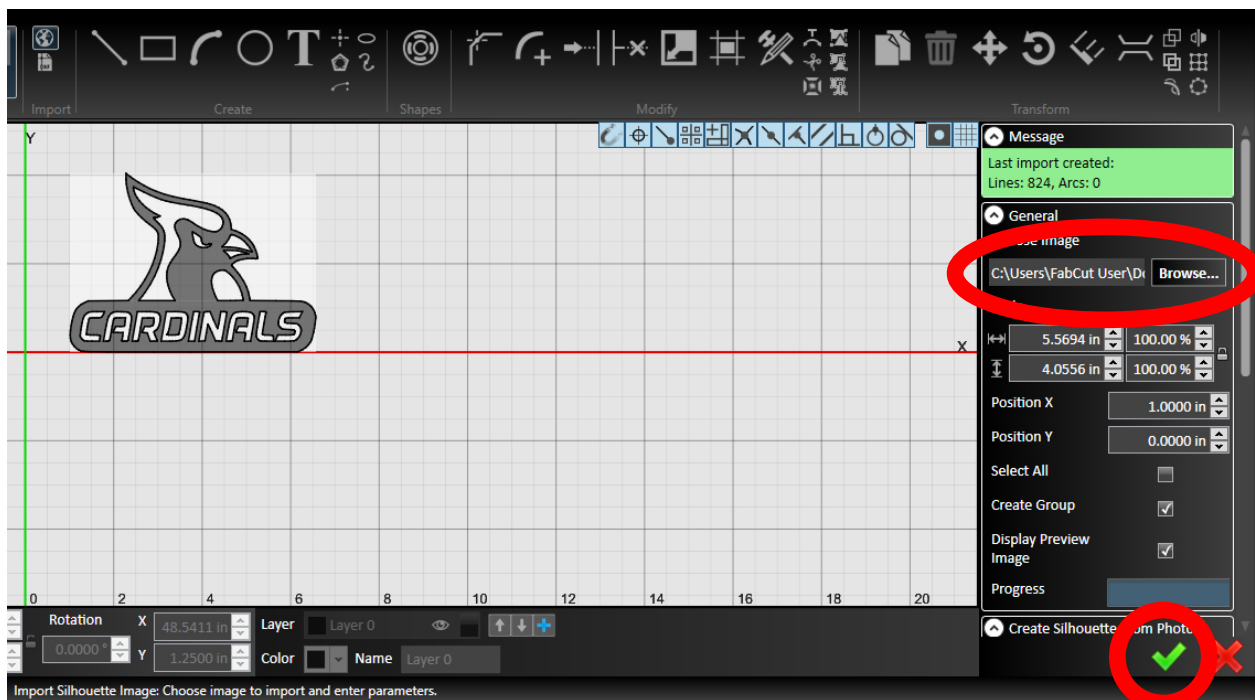 Import
Create
T
Shapes
Modify
Transform
Y
Message
Last import created:
Lines: 824, Arcs: 0
General
Image
C:\Users\FabCut User\Do Browse...
CARDINALS
X
5.5694 in 100.00 %
4.0556 in 100.00 %
Position X 1.0000 in
Position Y 0.0000 in
Select All
Create Group
Display Preview
Image
Progress
0 2 4 6 8 10 12 14 16 18 20
Rotation X 48.5411 in Layer Layer 0
0.0000 ° Y 1.2500 in Color Name Layer 0
Create Silhouette Photo
Import Silhouette Image: Choose image to import and enter parameters.